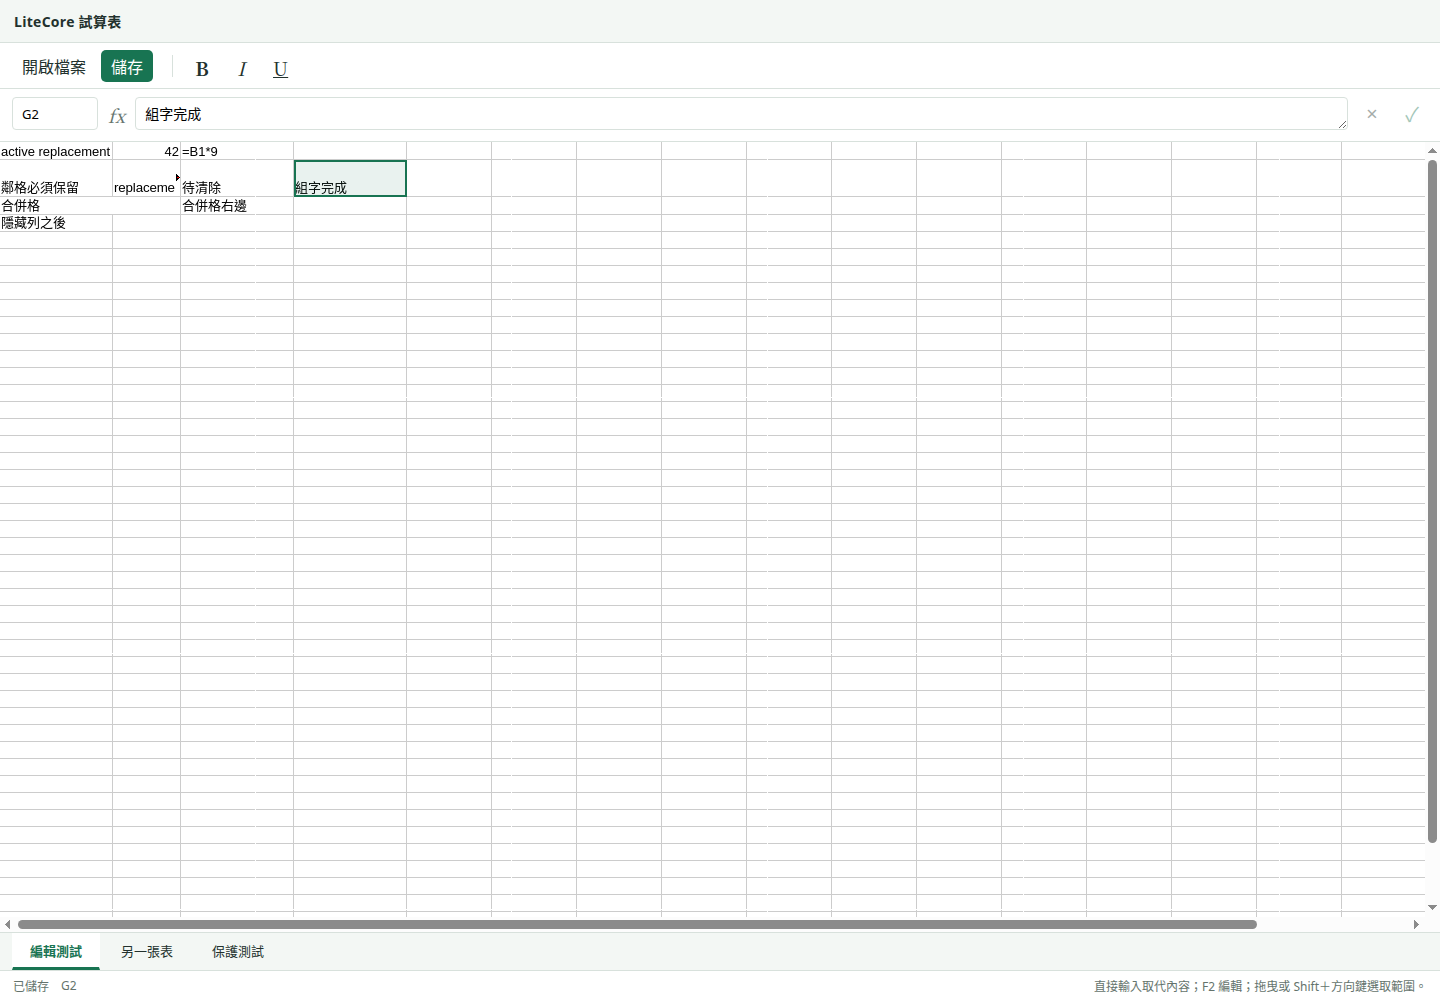 LiteCore 試算表
開啟檔案 儲存 B I U
G2 fx 組字完成 × ✓
active replacement 42 =B1*9
鄰格必須保留 replaceme 待清除 組字完成
合併格 合併格右邊
隱藏列之後
編輯測試 另一張表 保護測試
已儲存 G2 直接輸入取代內容；F2 編輯；拖曳或 Shift＋方向鍵選取範圍。